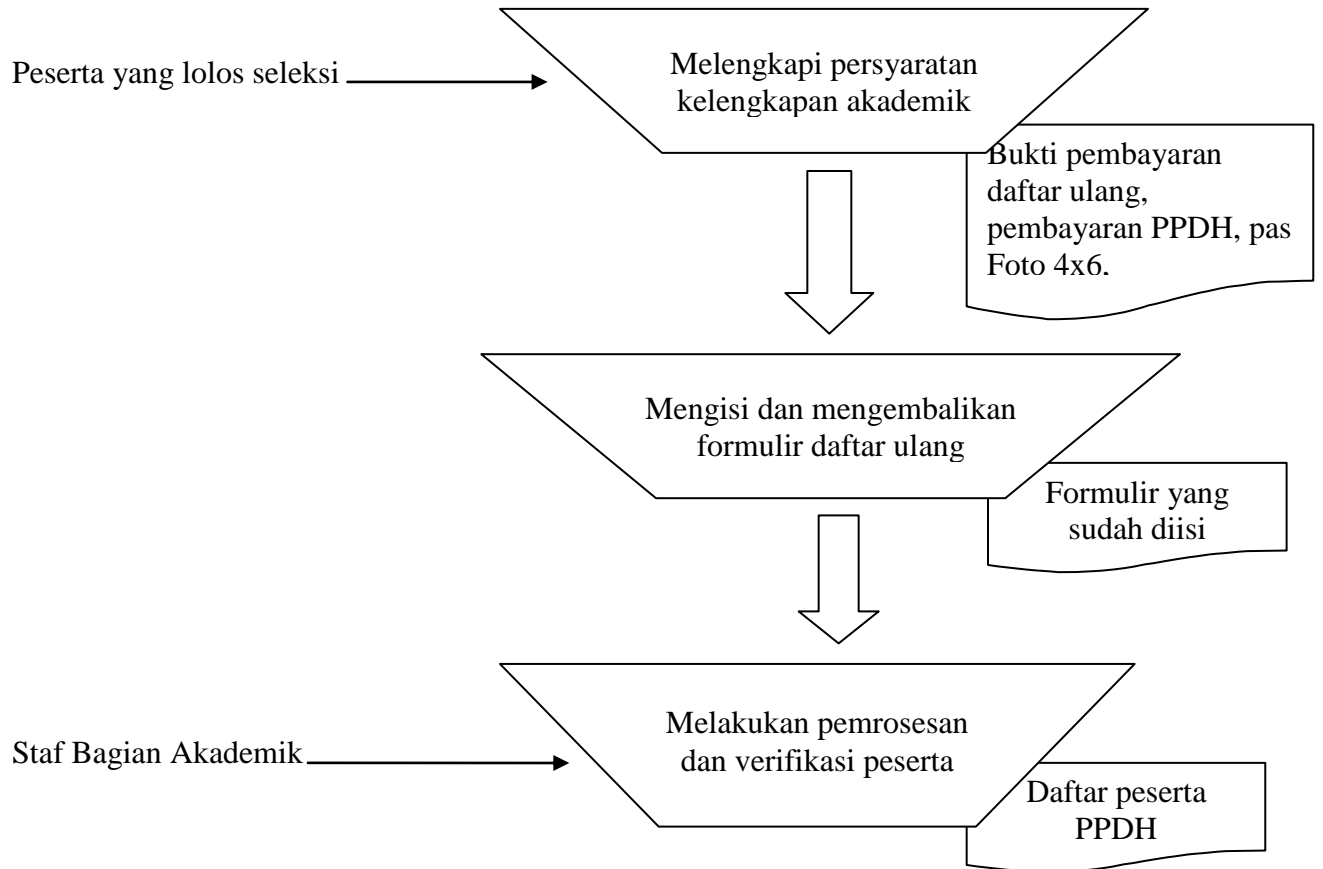 Peserta yang lolos seleksi
Melengkapi persyaratan
kelengkapan akademik
Bukti pembayaran
daftar ulang,
pembayaran PPDH, pas
Foto 4x6.
Mengisi dan mengembalikan
formulir daftar ulang
Formulir yang
sudah diisi
Staf Bagian Akademik
Melakukan pemrosesan
dan verifikasi peserta
Daftar peserta
PPDH